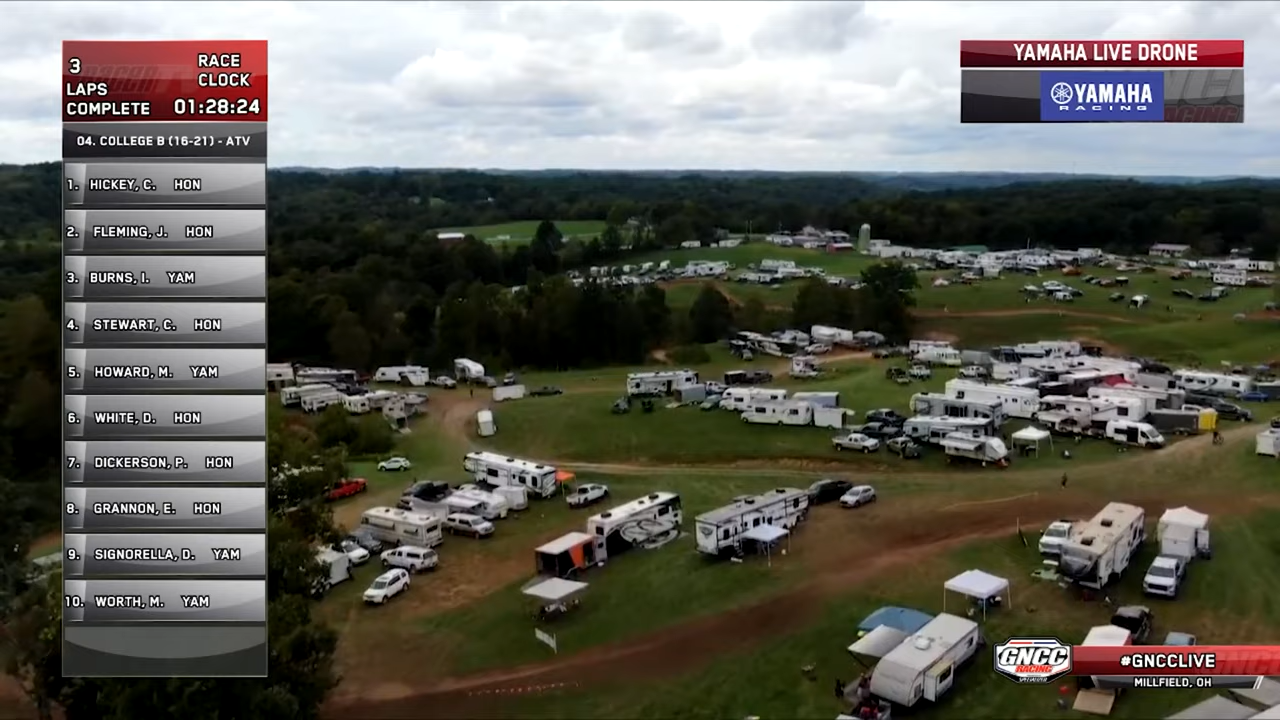 3
LAPS
COMPLETE
RACE
CLOCK
01:28:24
04. COLLEGE B (16-21) - ATV
1. HICKEY, C. HON
2. FLEMING, J. HON
3. BURNS, I. YAM
4. STEWART, C. HON
5. HOWARD, M. YAM
6. WHITE, D. HON
7. DICKERSON, P. HON
8. GRANNON, E. HON
9. SIGNORELLA, D. YAM
10. WORTH, M. YAM
YAMAHA LIVE DRONE
YAMAHA
RACING
GNCC
RACING
#GNCCLIVE
MILLFIELD, OH